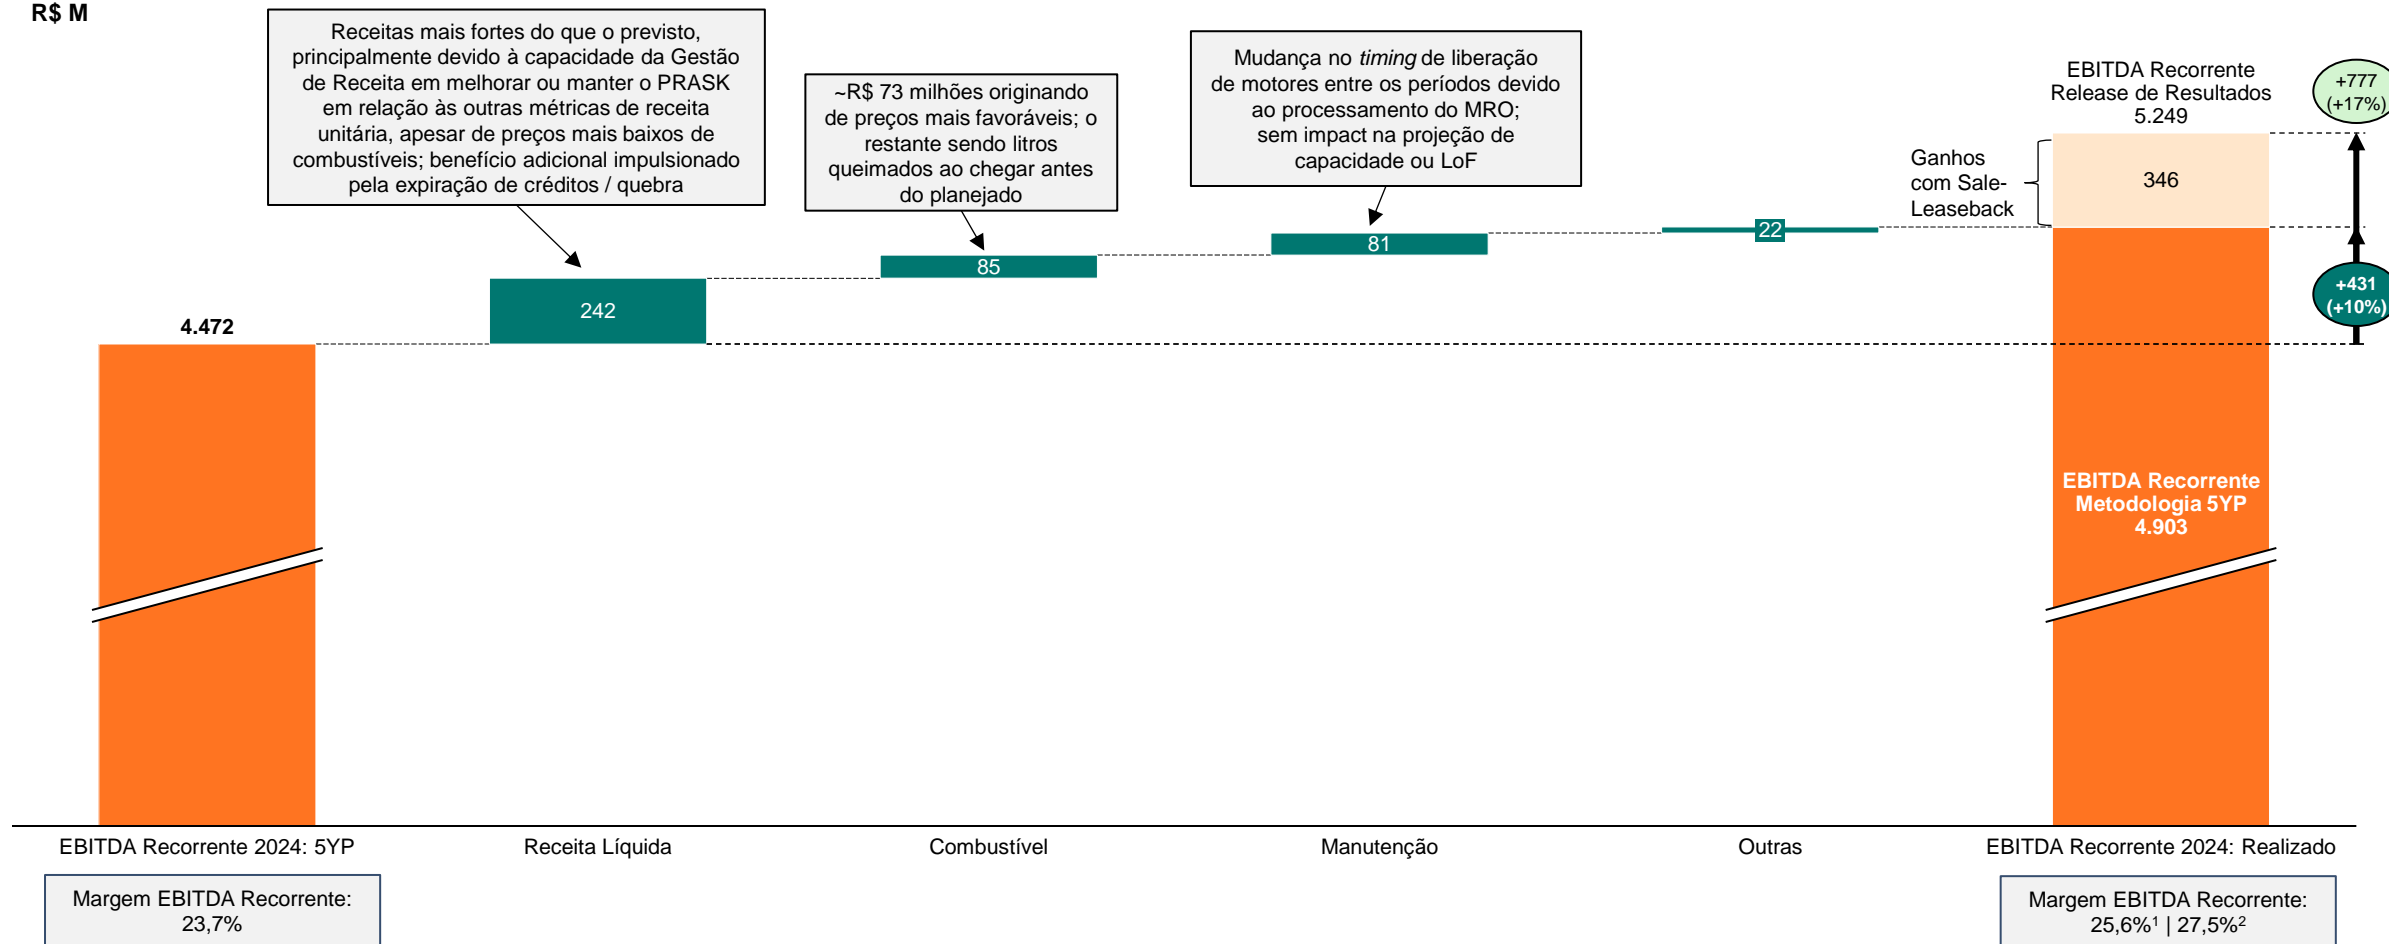 R$ M
Receitas mais fortes do que o previsto,
principalmente devido à capacidade da Gestão
de Receita em melhorar ou manter o PRASK
em relação às outras métricas de receita
unitária, apesar de preços mais baixos de
combustíveis; benefício adicional impulsionado
pela expiração de créditos / quebra
~R$ 73 milhões originando
de preços mais favoráveis; o
restante sendo litros
queimados ao chegar antes
do planejado
Mudança no timing de liberação
de motores entre os períodos devido
ao processamento do MRO;
sem impact na projeção de
capacidade ou LoF
EBITDA Recorrente
Release de Resultados
5.249
+777
(+17%)
Ganhos
com Sale-
Leaseback
346
22
81
85
242
+431
(+10%)
4.472
EBITDA Recorrente
Metodologia 5YP
4.903
EBITDA Recorrente 2024: 5YP
Receita Líquida
Combustível
Manutenção
Outras
EBITDA Recorrente 2024: Realizado
Margem EBITDA Recorrente:
23,7%
Margem EBITDA Recorrente:
25,6%¹ | 27,5%²